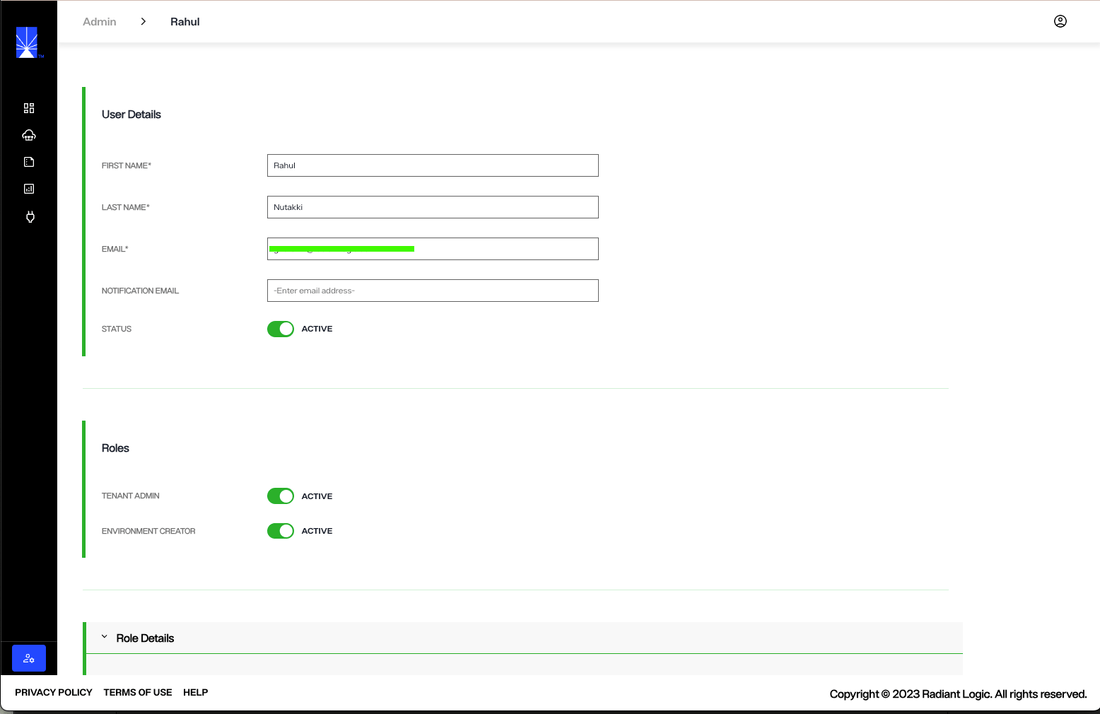 Admin > Rahul
User Details
FIRST NAME* Rahul
LAST NAME* Nutakki
EMAIL*
NOTIFICATION EMAIL -Enter email address-
STATUS ACTIVE
Roles
TENANT ADMIN ACTIVE
ENVIRONMENT CREATOR ACTIVE
Role Details
PRIVACY POLICY TERMS OF USE HELP
Copyright © 2023 Radiant Logic. All rights reserved.